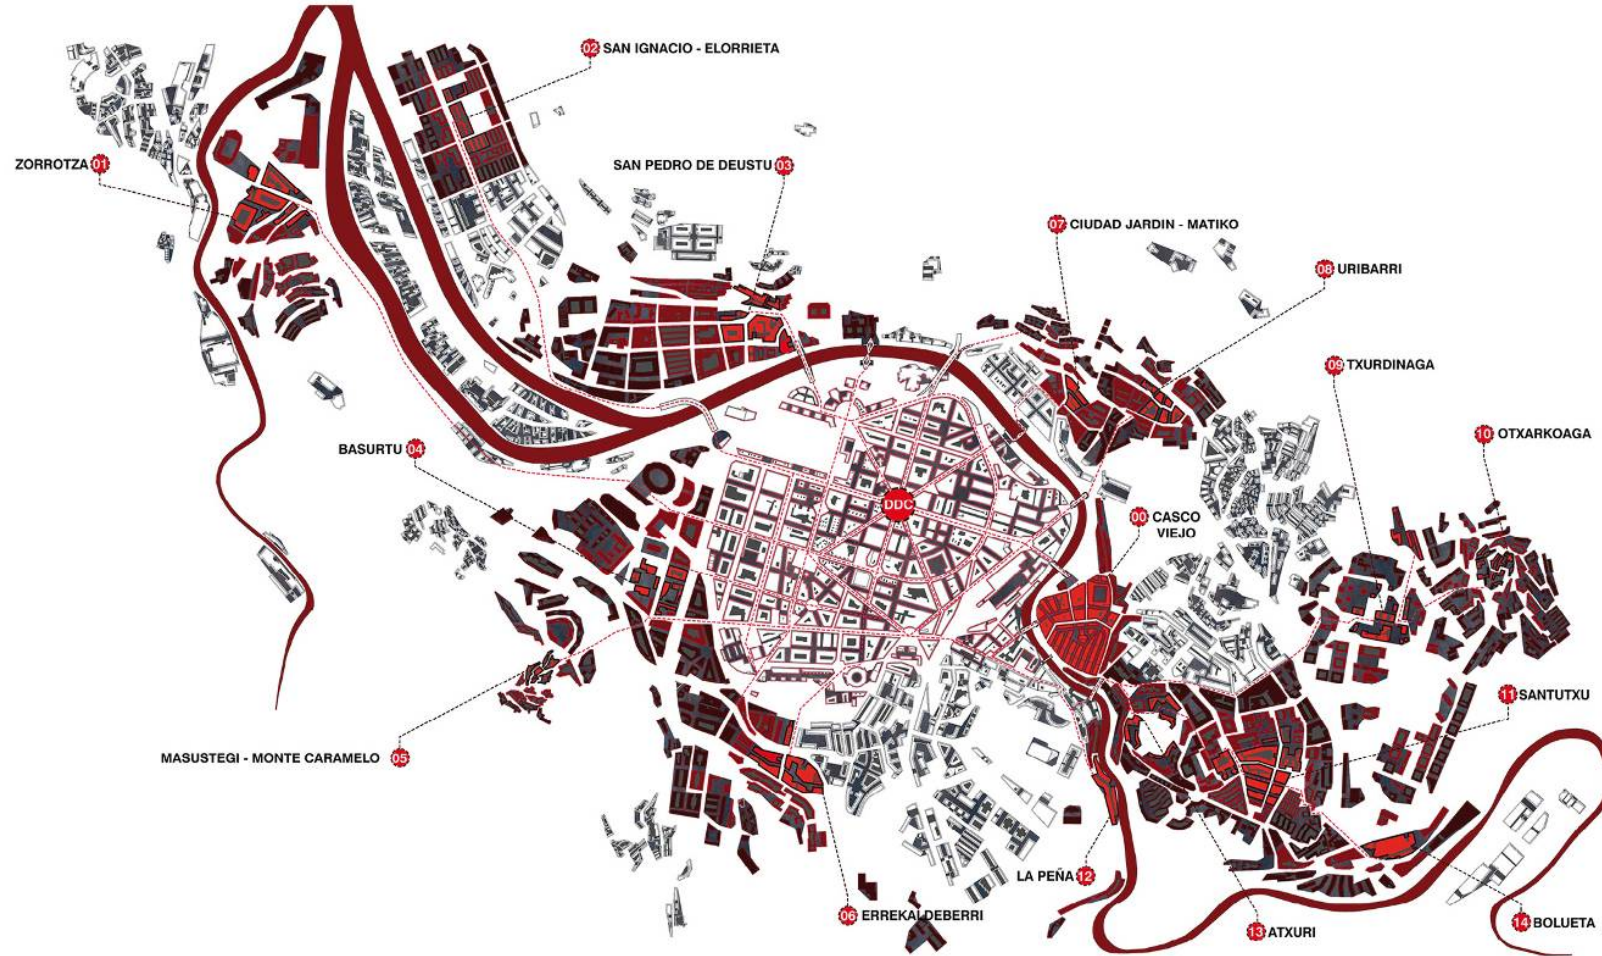 02 SAN IGNACIO - ELORRIETA
ZORROTZA 01
SAN PEDRO DE DEUSTU 03
07 CIUDAD JARDIN - MATIKO
08 URIBARRI
09 TXURDINAGA
10 OTXARKOAGA
BASURTU 04
DDC
00 CASCO
VIEJO
11 SANTUTXU
MASUSTEGI - MONTE CARAMELO 05
LA PEÑA 12
06 ERREKALDEBERRI
13 ATXURI
14 BOLUETA